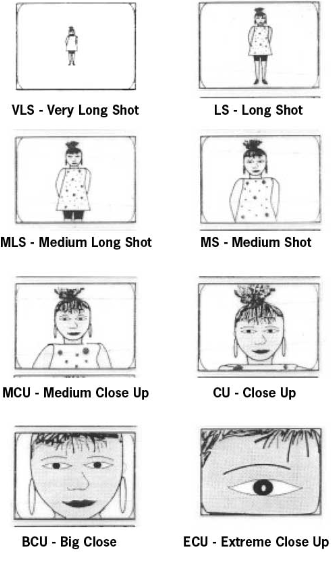 VLS - Very Long Shot
LS - Long Shot
MLS - Medium Long Shot
MS - Medium Shot
MCU - Medium Close Up
CU - Close Up
BCU - Big Close
ECU - Extreme Close Up